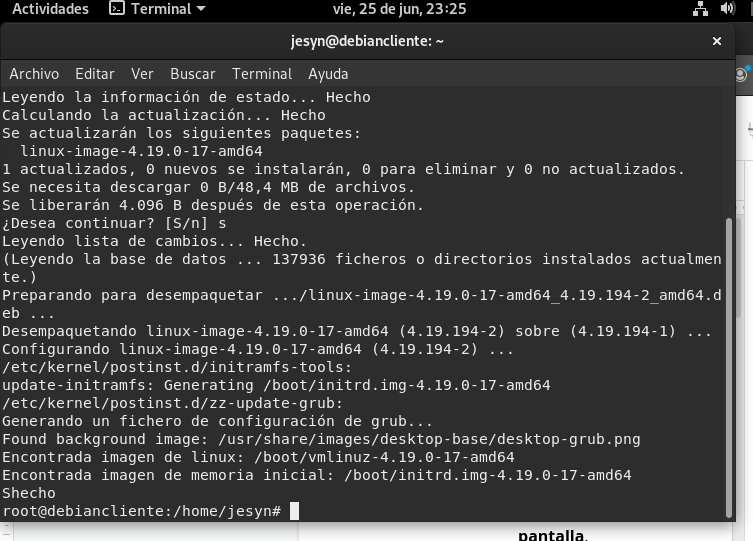 Actividades Terminal vie, 25 de jun, 23:25
jesyn@debiancliente: ~
Archivo Editar Ver Buscar Terminal Ayuda
Leyendo la información de estado... Hecho
Calculando la actualización... Hecho
Se actualizarán los siguientes paquetes:
linux-image-4.19.0-17-amd64
1 actualizados, 0 nuevos se instalarán, 0 para eliminar y 0 no actualizados.
Se necesita descargar 0 B/48,4 MB de archivos.
Se liberarán 4.096 B después de esta operación.
¿Desea continuar? [S/n] s
Leyendo lista de cambios... Hecho.
(Leyendo la base de datos ... 137936 ficheros o directorios instalados actualmen
te.)
Preparando para desempaquetar .../linux-image-4.19.0-17-amd64_4.19.194-2_amd64.d
eb ...
Desempaquetando linux-image-4.19.0-17-amd64 (4.19.194-2) sobre (4.19.194-1) ...
Configurando linux-image-4.19.0-17-amd64 (4.19.194-2) ...
/etc/kernel/postinst.d/initramfs-tools:
update-initramfs: Generating /boot/initrd.img-4.19.0-17-amd64
/etc/kernel/postinst.d/zz-update-grub:
Generando un fichero de configuración de grub...
Found background image: /usr/share/images/desktop-base/desktop-grub.png
Encontrada imagen de linux: /boot/vmlinuz-4.19.0-17-amd64
Encontrada imagen de memoria inicial: /boot/initrd.img-4.19.0-17-amd64
Shecho
root@debiancliente:/home/jesyn#
pantalla.